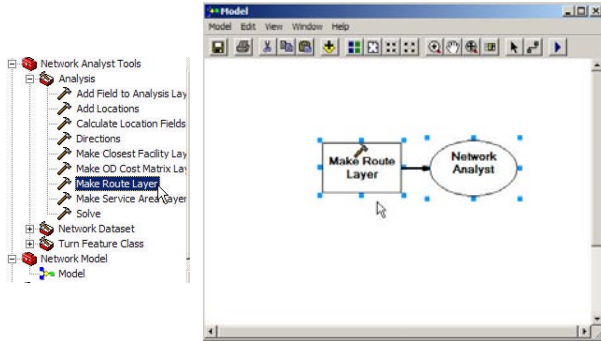 Network Analyst Tools
Analysis
Add Field to Analysis Lay
Add Locations
Calculate Location Fields
Directions
Make Closest Facility Lay
Make OD Cost Matrix Lay
Make Route Layer
Make Service Area Layer
Solve
Network Dataset
Turn Feature Class
Network Model
Model
Model
Model Edit View Window Help
Make Route
Layer
Network
Analyst